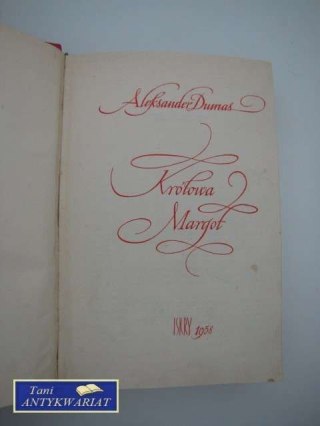 Aleksander Dumas
Królowa
Margot
ISKRY 1958
Tani
ANTYKWARIAT